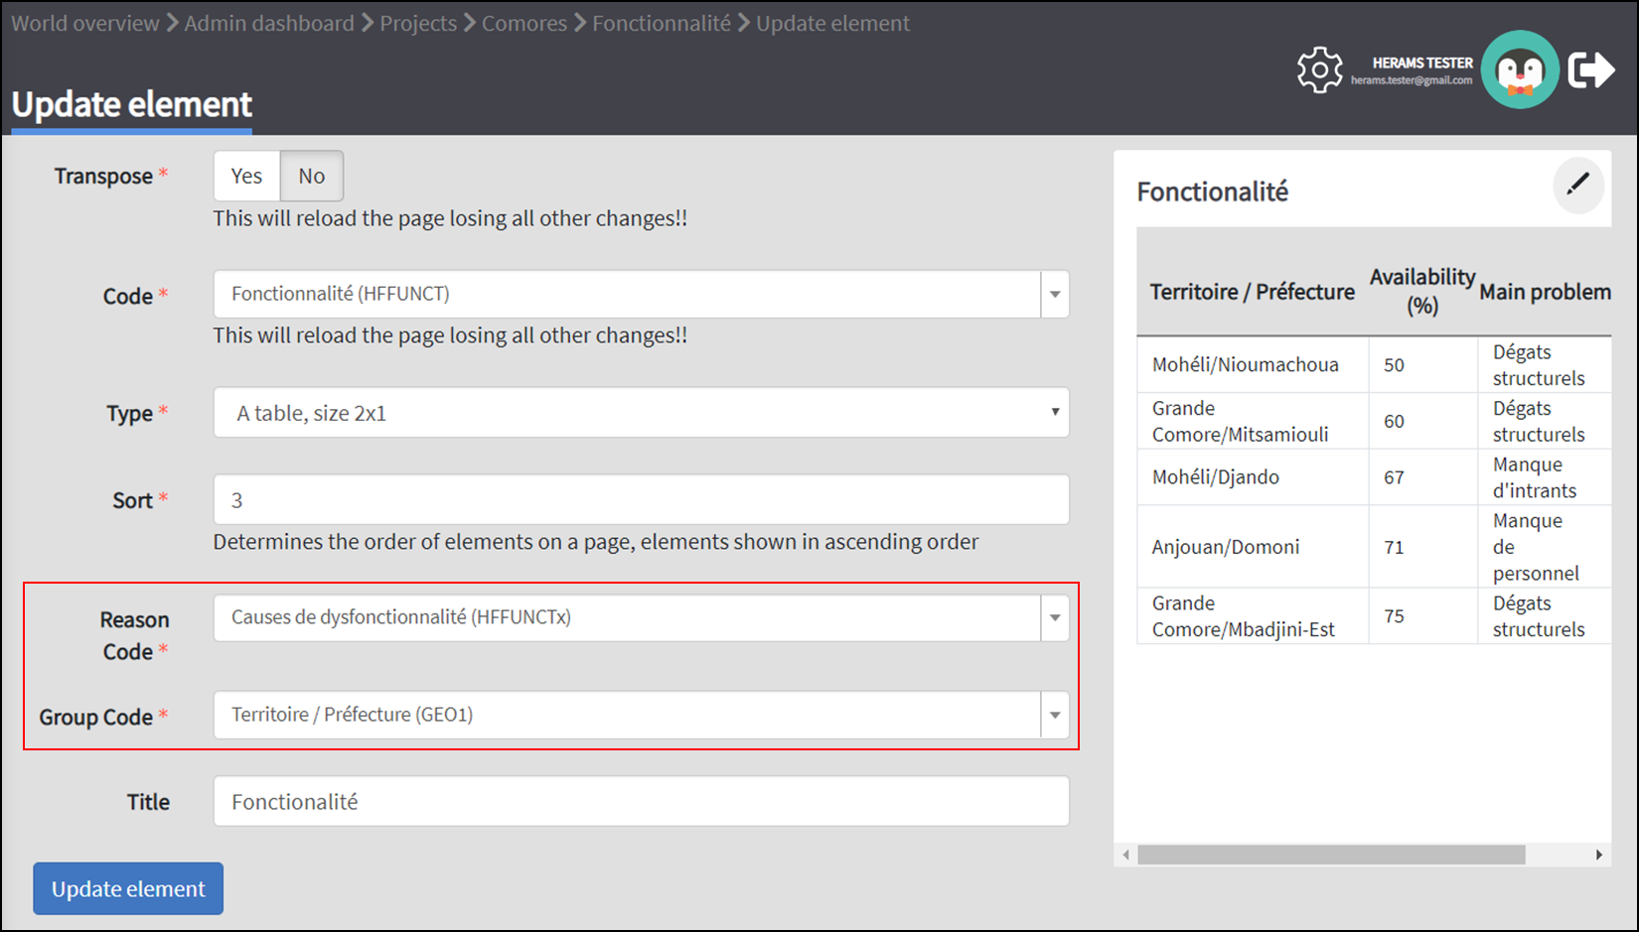 World overview > Admin dashboard > Projects > Comores > Fonctionnalité > Update element
HERAMS TESTER
herams.tester@gmail.com
Update element
Transpose *
Yes No
This will reload the page losing all other changes!!
Code *
Fonctionnalité (HFFUNCT)
This will reload the page losing all other changes!!
Type *
A table, size 2x1
Sort *
3
Determines the order of elements on a page, elements shown in ascending order
Reason
Code *
Causes de dysfonctionnalité (HFFUNCTx)
Group Code *
Territoire / Préfecture (GEO1)
Title
Fonctionalité
Update element
Fonctionalité
Territoire / Préfecture
Availability
(%)
Main problem
Mohéli/Nioumachoua
50
Dégats
structurels
Grande
Comore/Mitsamiouli
60
Dégats
structurels
Mohéli/Djando
67
Manque
d'intrants
Anjouan/Domoni
71
Manque
de
personnel
Grande
Comore/Mbadjini-Est
75
Dégats
structurels